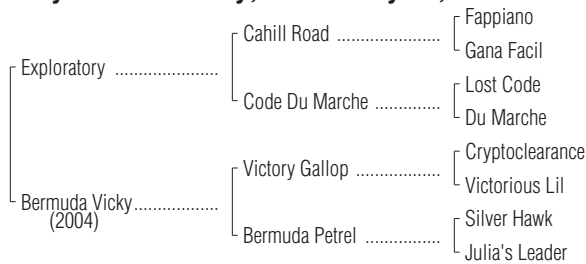 Fappiano
Cahill Road ..................
Gana Facil
Exploratory ......................
Lost Code
Code Du Marche ..............
Du Marche
Cryptoclearance
Victory Gallop ..................
Victorious Lil
Bermuda Vicky..................
(2004)
Silver Hawk
Bermuda Petrel ................
Julia's Leader